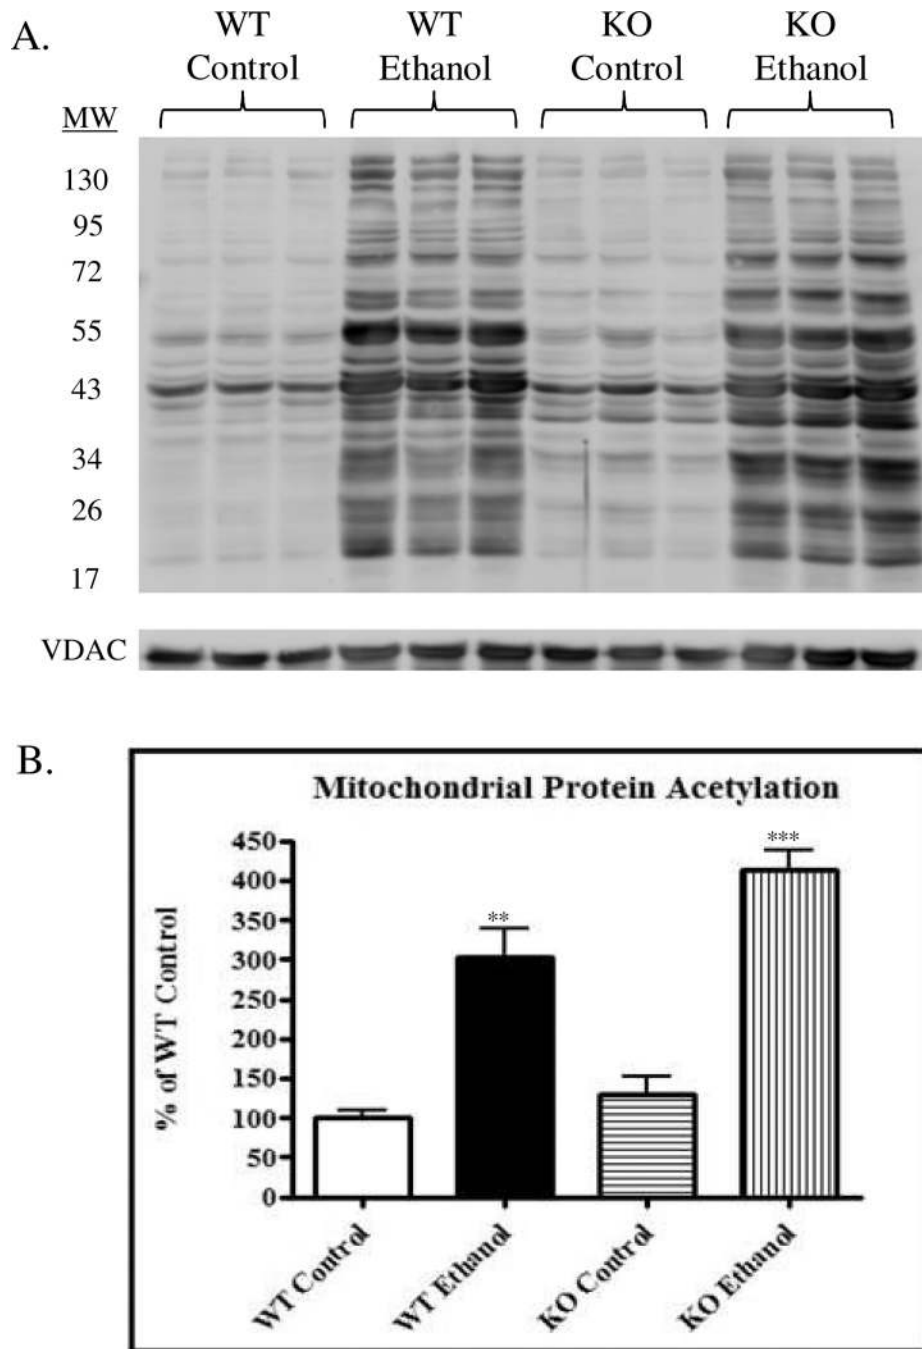 A.
WT
Control
WT
Ethanol
KO
Control
KO
Ethanol
MW
130
95
72
55
43
34
26
17
VDAC
B.
Mitochondrial Protein Acetylation
% of WT Control
450
400
350
300
250
200
150
100
50
0
**
***
WT Control
WT Ethanol
KO Control
KO Ethanol